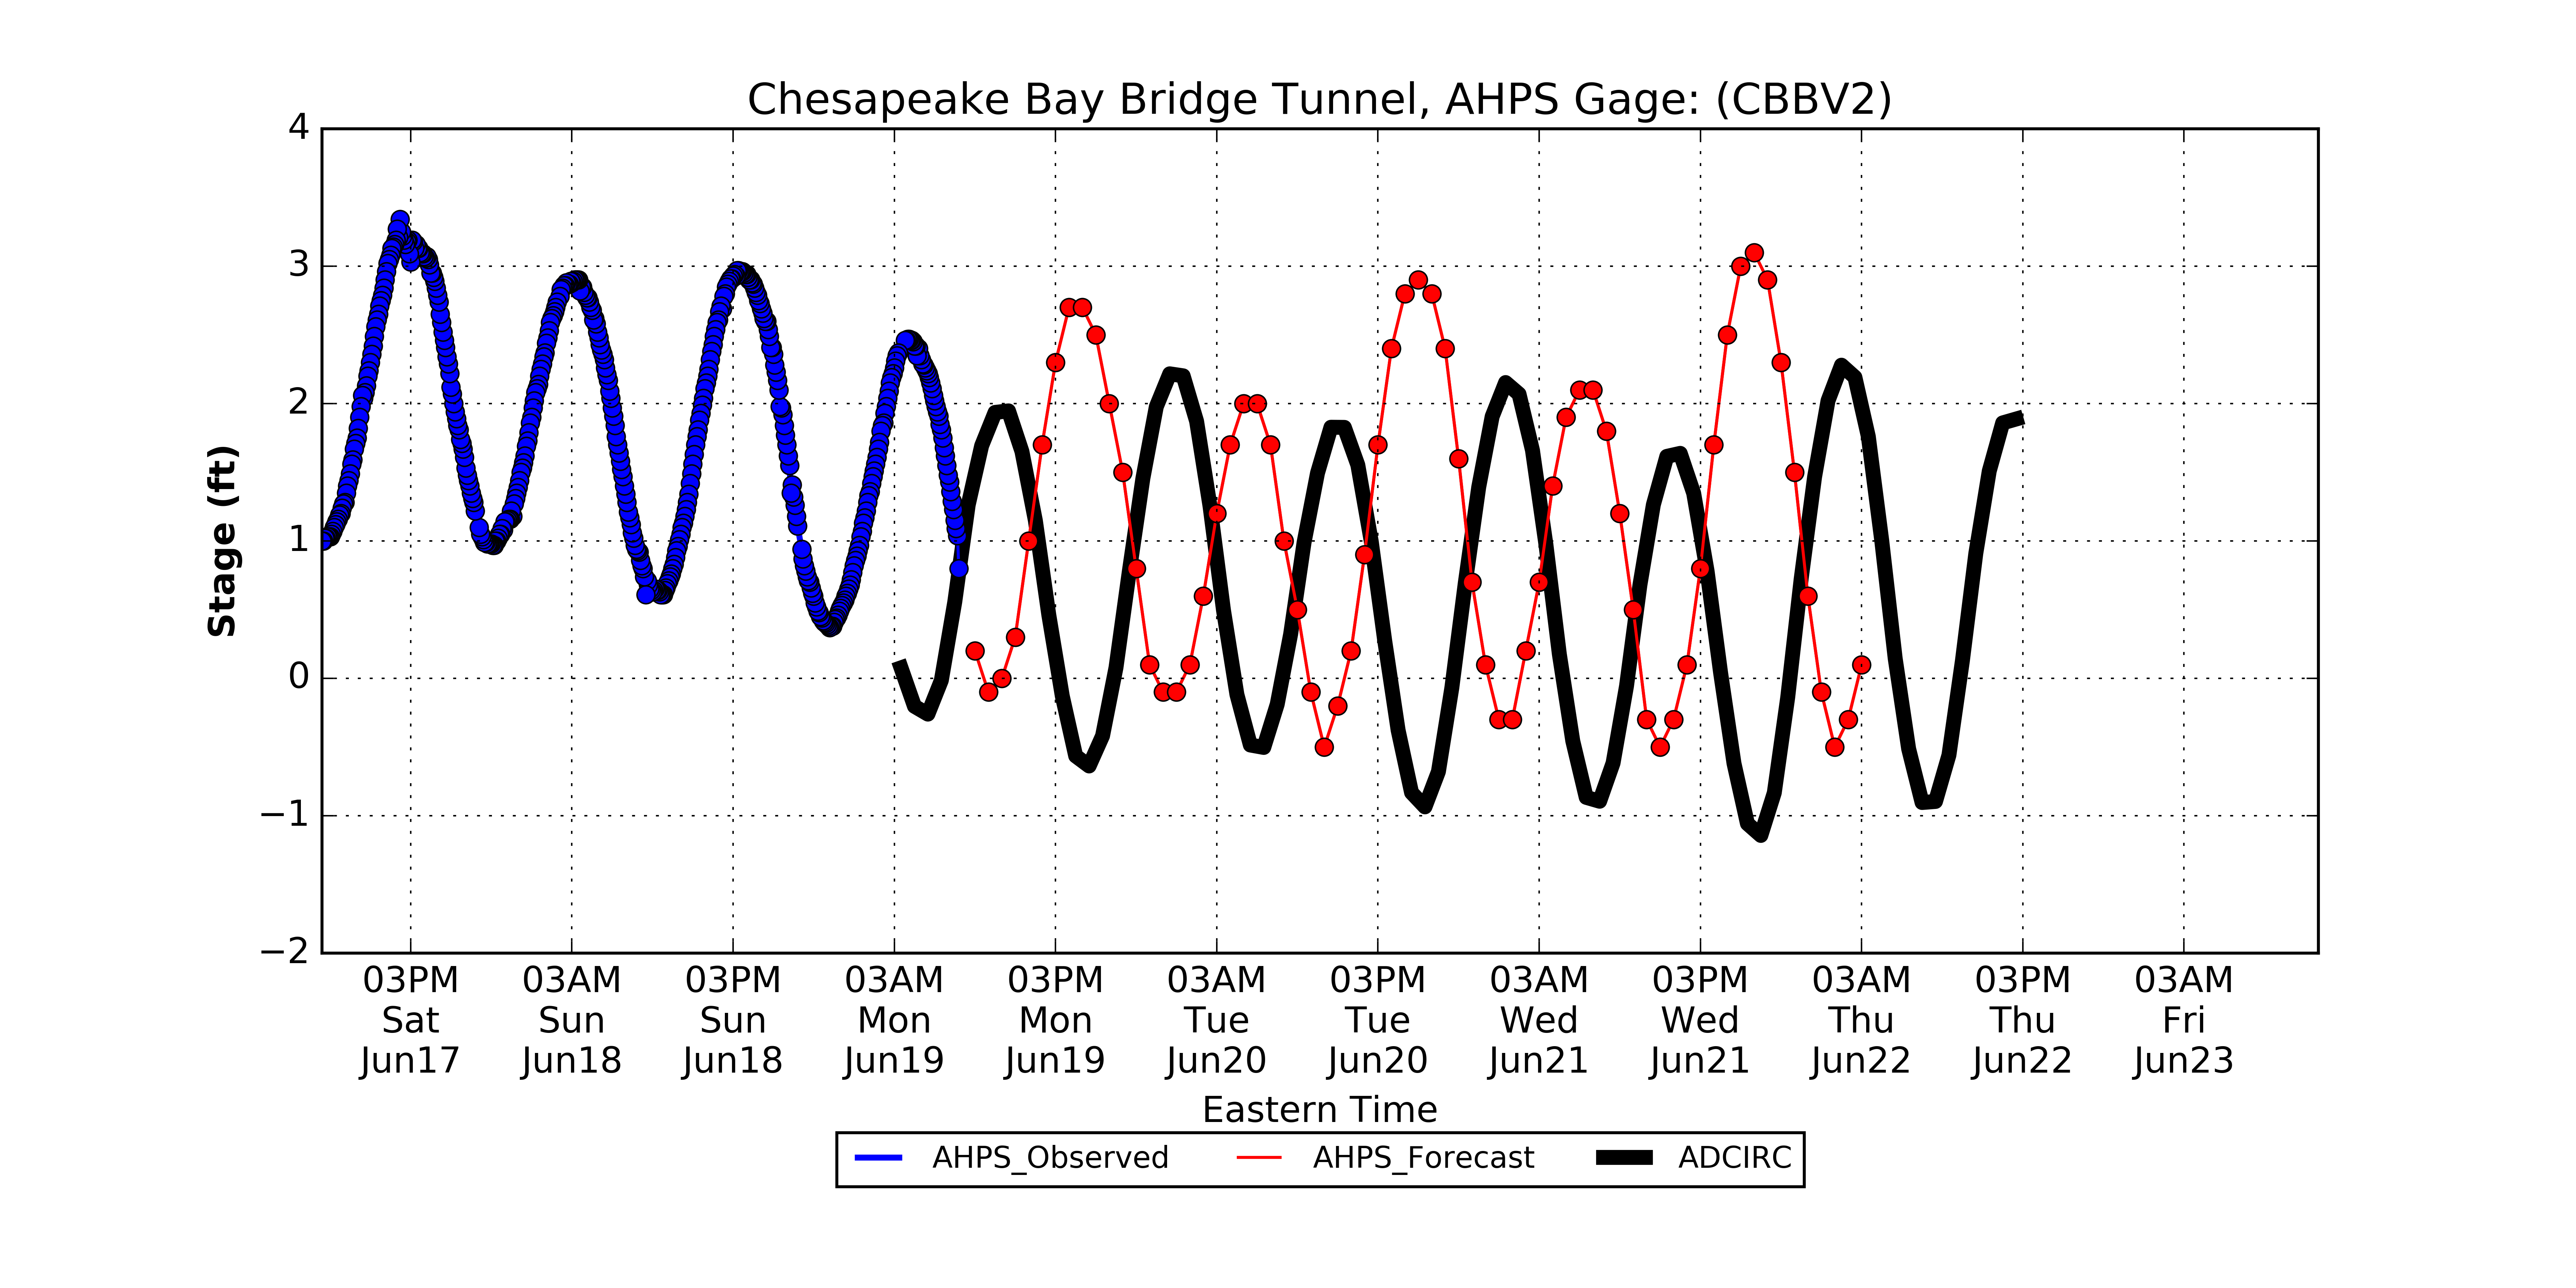 Chesapeake Bay Bridge Tunnel, AHPS Gage: (CBBV2)
4
3
2
1
0
−1
−2
Stage (ft)
03PM 03AM 03PM 03AM 03PM 03AM 03PM 03AM 03PM 03AM 03PM 03AM
Sat Sun Sun Mon Mon Tue Tue Wed Wed Thu Thu Fri
Jun17 Jun18 Jun18 Jun19 Jun19 Jun20 Jun20 Jun21 Jun21 Jun22 Jun22 Jun23
Eastern Time
AHPS_Observed AHPS_Forecast ADCIRC